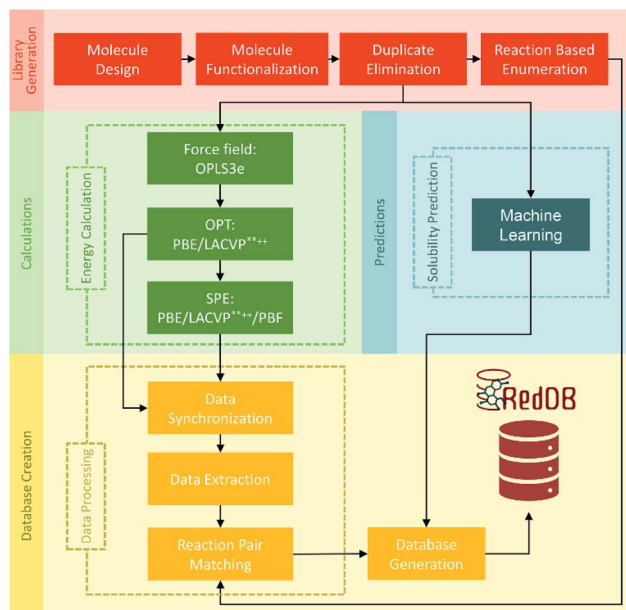 Library
Generation
Molecule
Design
Molecule
Functionalization
Duplicate
Elimination
Reaction Based
Enumeration
Calculations
Energy Calculation
Force field:
OPLS3e
OPT:
PBE/LACVP**++
SPE:
PBE/LACVP**++/PBF
Predictions
Solubility Prediction
Machine
Learning
Database Creation
Data Processing
Data
Synchronization
Data Extraction
Reaction Pair
Matching
Database
Generation
RedDB